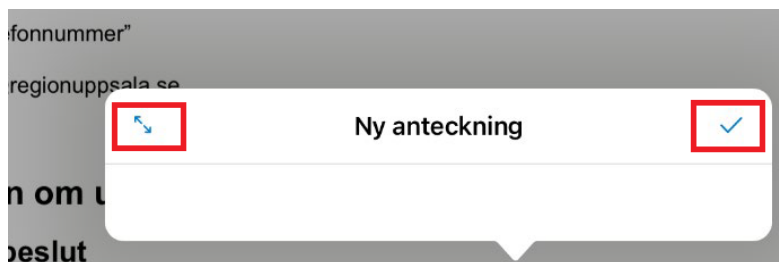 efonnummer”
regionuppsala.se
Ny anteckning
n om u
beslut